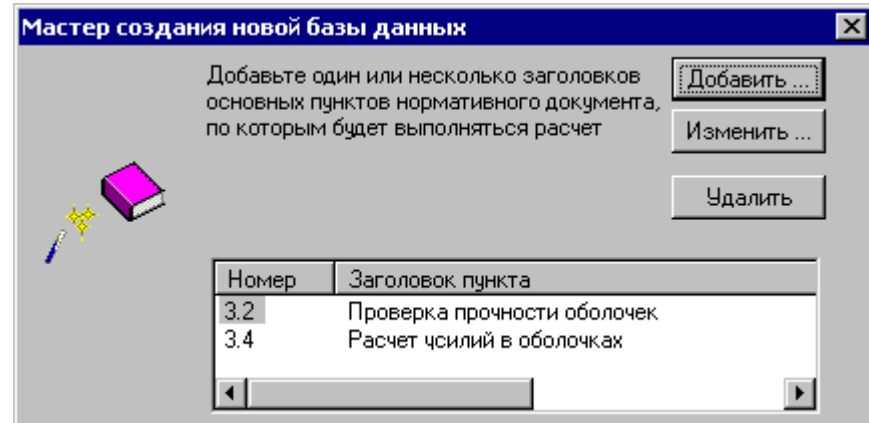 Мастер создания новой базы данных
Добавьте один или несколько заголовков
основных пунктов нормативного документа,
по которым будет выполняться расчет
Добавить ...
Изменить ...
Удалить
Номер Заголовок пункта
3.2 Проверка прочности оболочек
3.4 Расчет усилий в оболочках